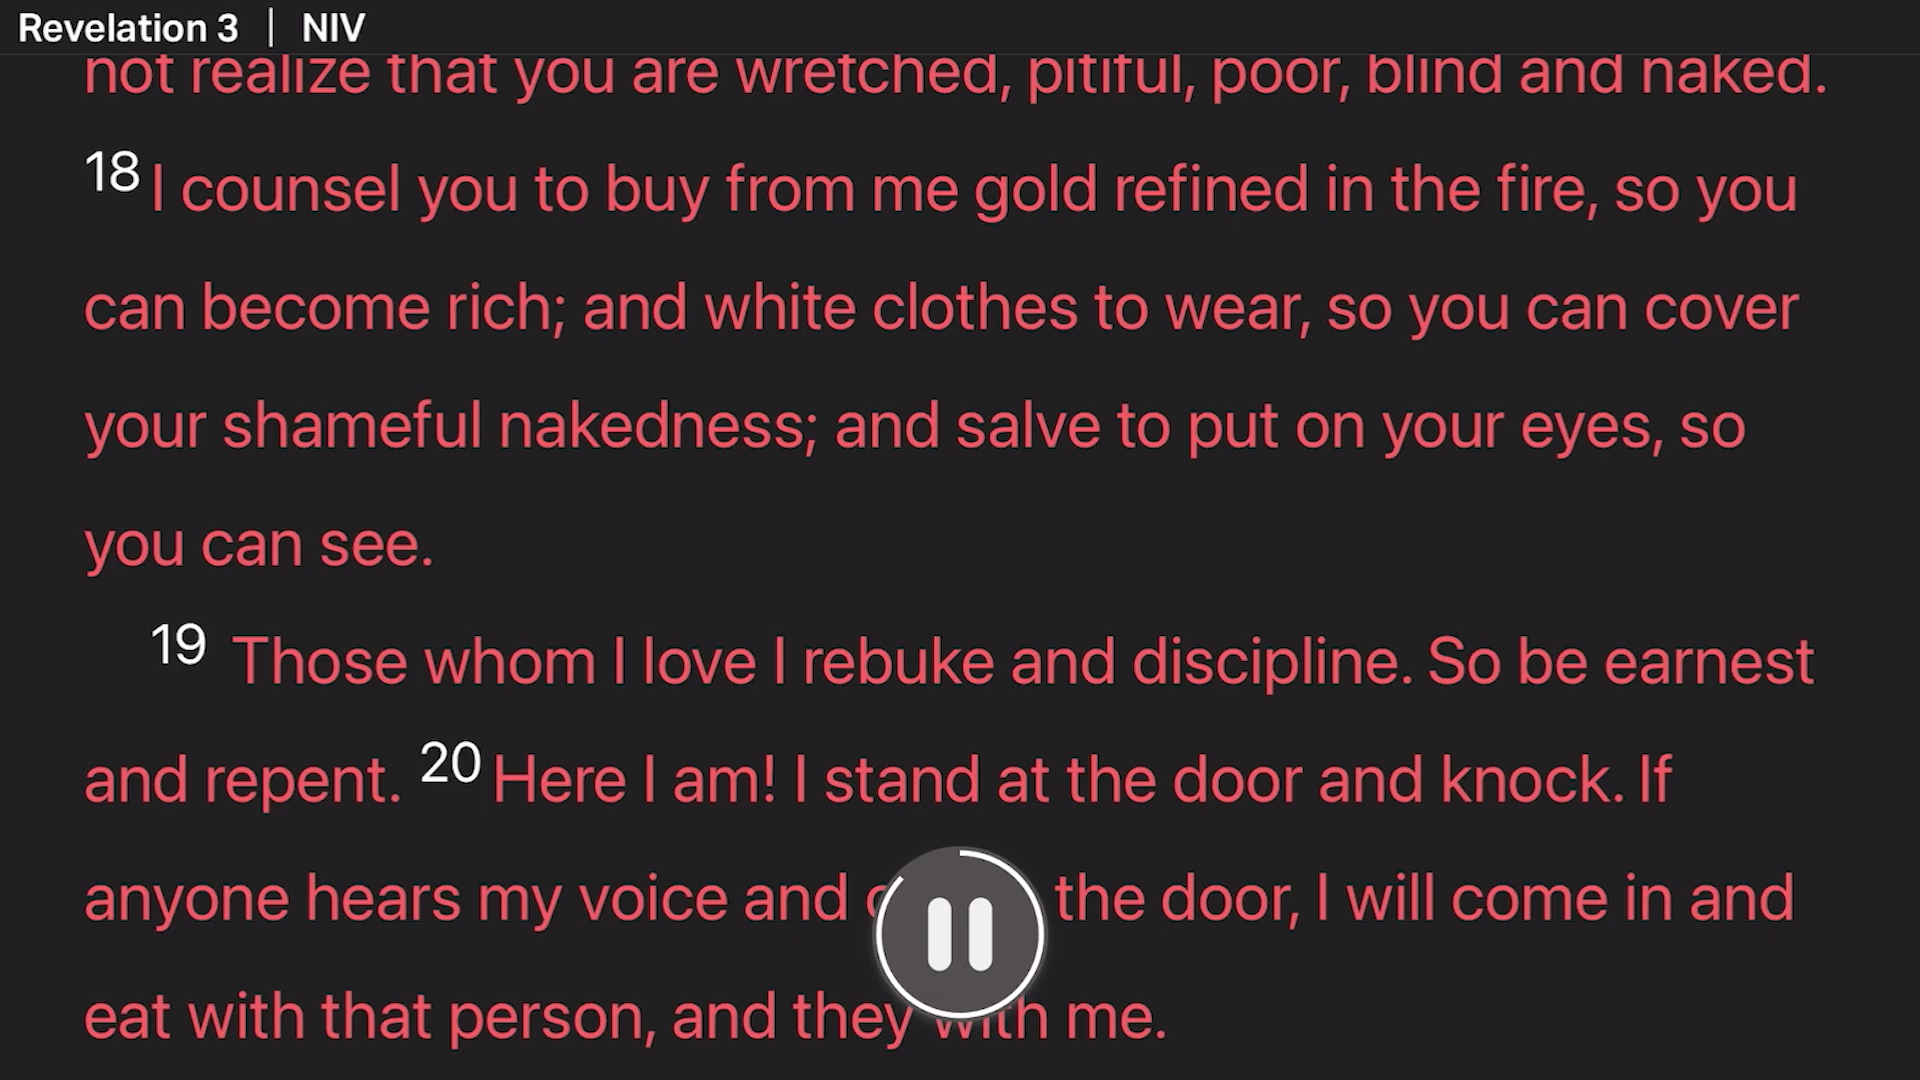 Revelation 3 | NIV
not realize that you are wretched, pitiful, poor, blind and naked.
18 I counsel you to buy from me gold refined in the fire, so you
can become rich; and white clothes to wear, so you can cover
your shameful nakedness; and salve to put on your eyes, so
you can see.
19 Those whom I love I rebuke and discipline. So be earnest
and repent. 20 Here I am! I stand at the door and knock. If
anyone hears my voice and the door, I will come in and
eat with that person, and they with me.